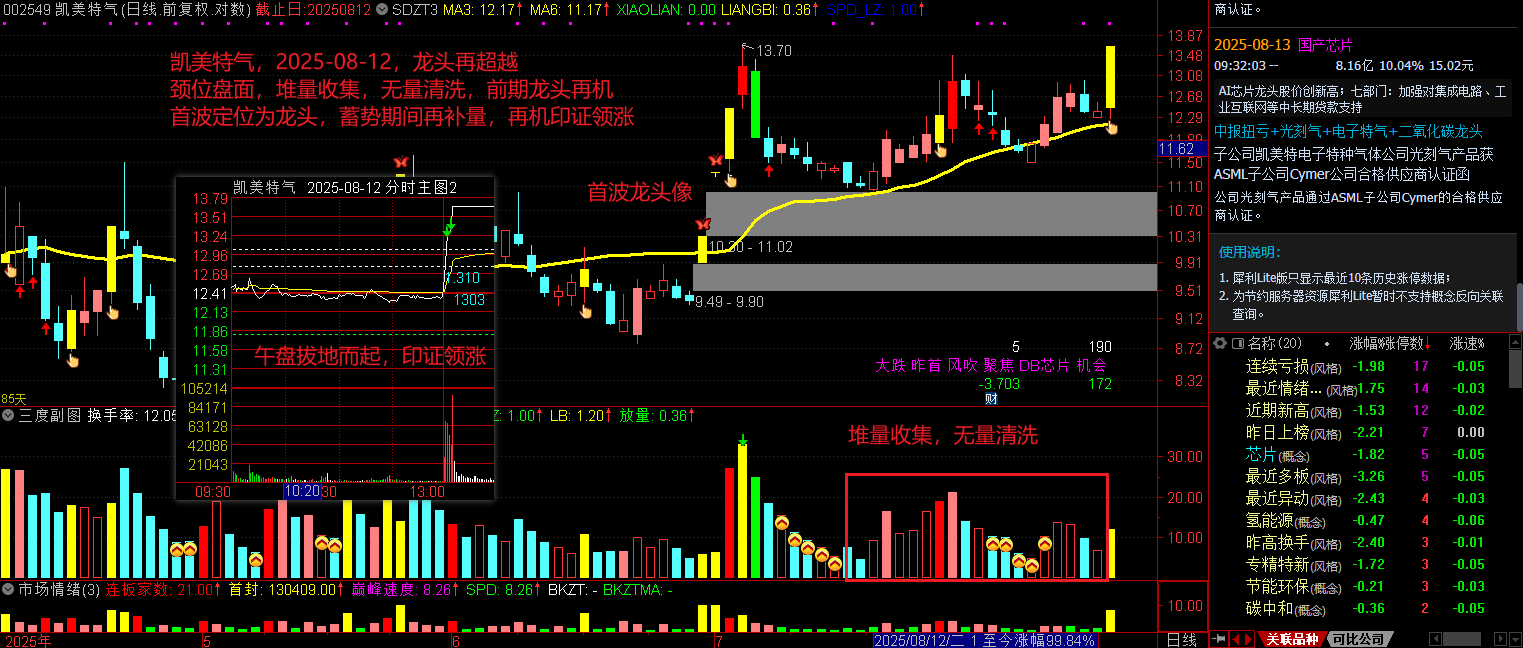 002549 凯美特气(日线.前复权.对数) 截止日:20250812 SDZT3 MA3: 12.17↑ MA6: 11.17↑ XIAOLIAN: 0.00 LIANGBI: 0.36↑ SPD_LZ: 1.00↑
凯美特气，2025-08-12，龙头再超越
颈位盘面，堆量收集，无量清洗，前期龙头再机
首波定位为龙头，蓄势期间再补量，再机印证领涨
13.70
首波龙头像
10.20 - 11.02
9.49 - 9.90
凯美特气 2025-08-12 分时主图2
13.79
13.51
13.24
12.96
12.69
12.41
12.13
11.86
11.58
11.31
105214
84171
63128
42086
21043
1310
1303
午盘拔地而起，印证领涨
09:30
10:20
30
13:00
13.87
13.48
13.08
12.68
12.29
11.89
11.62
11.50
11.10
10.70
10.31
9.91
9.51
9.12
8.72
8.32
5 190
大跌 昨首 风吹 聚焦 DB芯片 机会
-3.703 172
财
85天
三度副图 换手率: 12.05
Z: 1.00↑ LB: 1.20↑ 放量: 0.36↑
堆量收集，无量清洗
30.00
20.00
10.00
市场情绪(3) 连板家数: 21.00↑ 首封: 130409.00↑ 巅峰速度: 8.26↑ SPD: 8.26↑ BKZT: - BKZTMA: -
10.00
2025年
5
6
7
2025/08/12/二 1 至今涨幅99.84%
日线
商认证。
2025-08-13 国产芯片
09:32:03 -- 8.16亿 10.04% 15.02元
AI芯片龙头股价创新高；七部门：加强对集成电路、工
业互联网等中长期贷款支持
中报扭亏+光刻气+电子特气+二氧化碳龙头
子公司凯美特电子特种气体公司光刻气产品获
ASML子公司Cymer公司合格供应商认证函
公司光刻气产品通过ASML子公司Cymer的合格供应
商认证。
使用说明：
1. 犀利Lite版只显示最近10条历史涨停数据；
2. 为节约服务器资源犀利Lite暂时不支持概念反向关联
查询。
名称(20) • 涨幅% 涨停数↓ 涨速%
连续亏损(风格) -1.98 17 -0.05
最近情绪...(风格) 1.75 14 -0.03
近期新高(风格) -1.53 12 -0.02
昨日上榜(风格) -2.21 7 0.00
芯片(概念) -1.82 5 -0.05
最近多板(风格) -3.26 5 -0.05
最近异动(风格) -2.43 4 -0.03
氢能源(概念) -0.47 4 -0.06
昨高换手(风格) -2.40 3 -0.01
专精特新(风格) -1.72 3 -0.05
节能环保(概念) -0.21 3 -0.03
碳中和(概念) -0.36 2 -0.05
关联品种 可比公司